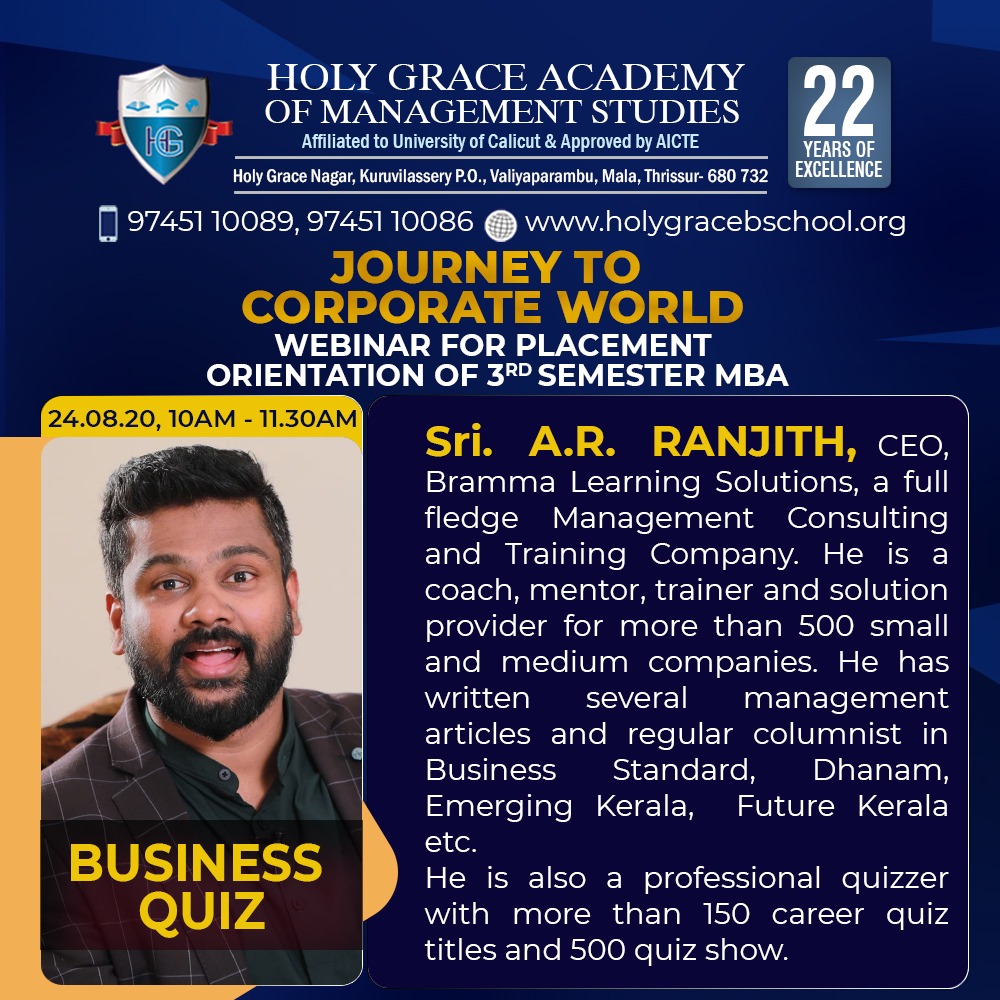 HG
HOLY GRACE ACADEMY
OF MANAGEMENT STUDIES
Affiliated to University of Calicut & Approved by AICTE
Holy Grace Nagar, Kuruvilassery P.O., Valiyaparambu, Mala, Thrissur- 680 732
22
YEARS OF
EXCELLENCE
97451 10089, 97451 10086 www.holygracebschool.org
JOURNEY TO
CORPORATE WORLD
WEBINAR FOR PLACEMENT
ORIENTATION OF 3RD SEMESTER MBA
24.08.20, 10AM - 11.30AM
BUSINESS
QUIZ
Sri. A.R. RANJITH, CEO,
Bramma Learning Solutions, a full
fledge Management Consulting
and Training Company. He is a
coach, mentor, trainer and solution
provider for more than 500 small
and medium companies. He has
written several management
articles and regular columnist in
Business Standard, Dhanam,
Emerging Kerala, Future Kerala
etc.
He is also a professional quizzer
with more than 150 career quiz
titles and 500 quiz show.